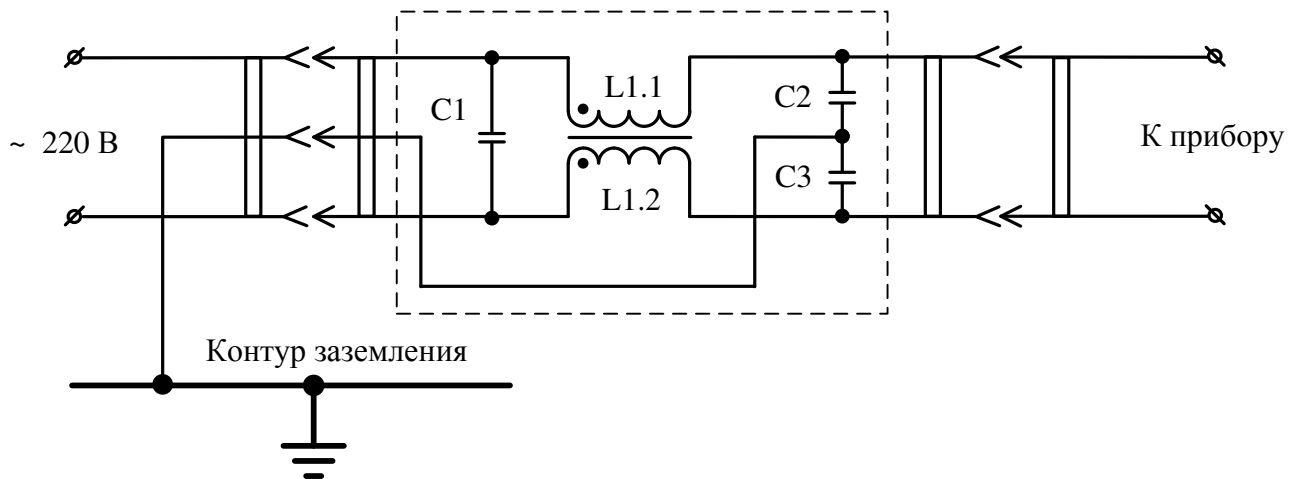 L1.1
C1
C2
~ 220 В
К прибору
C3
L1.2
Контур заземления